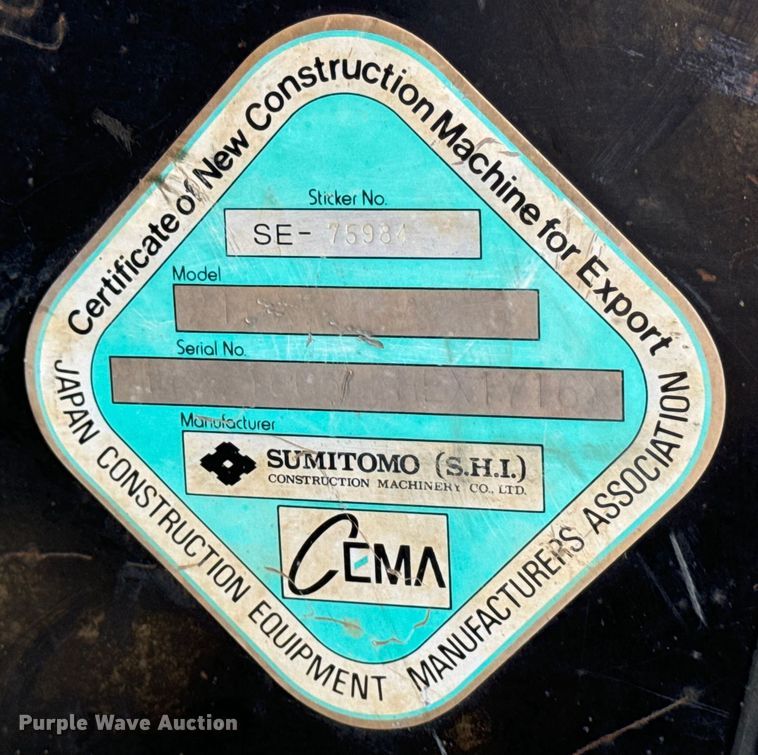 Certificate of New Construction Machine for Export
Sticker No.
SE- 75984
Model
Serial No.
Manufacturer
SUMITOMO (S.H.I.)
CONSTRUCTION MACHINERY CO., LTD.
CEMA
JAPAN CONSTRUCTION EQUIPMENT MANUFACTURERS ASSOCIATION
Purple Wave Auction